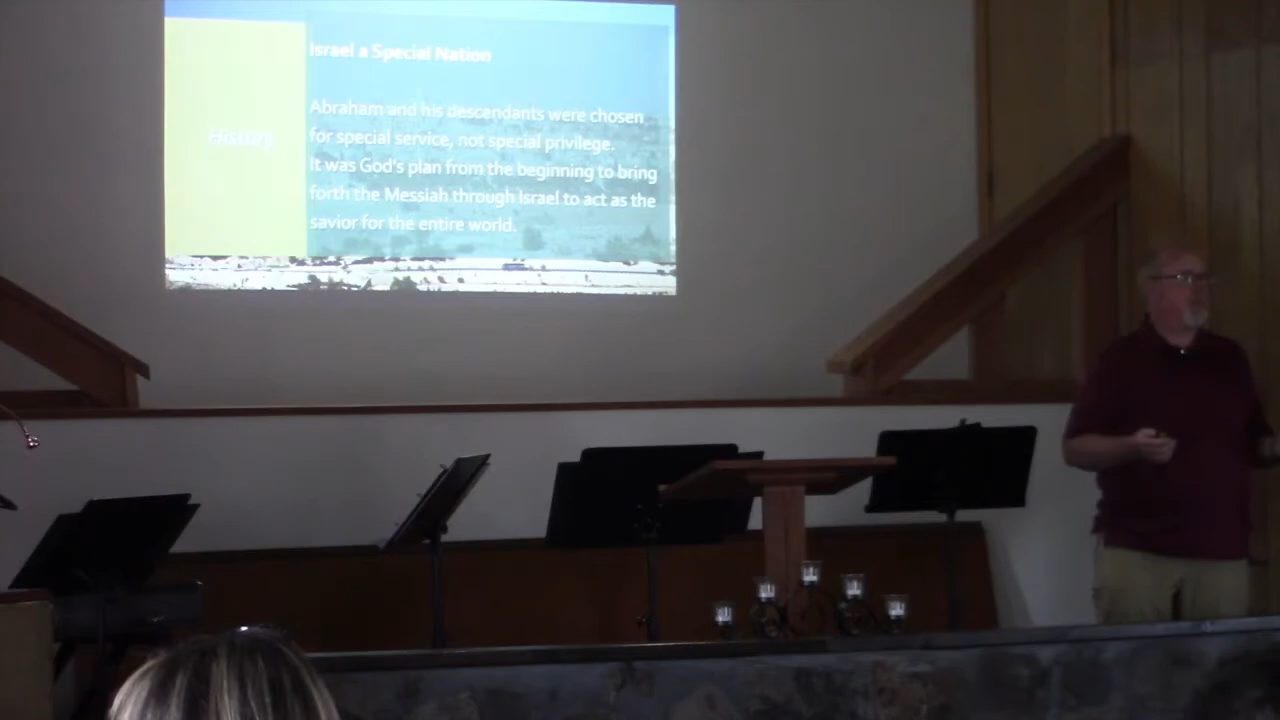 Israel a Special Nation
History
Abraham and his descendants were chosen
for special service, not special privilege.
It was God's plan from the beginning to bring
forth the Messiah through Israel to act as the
savior for the entire world.